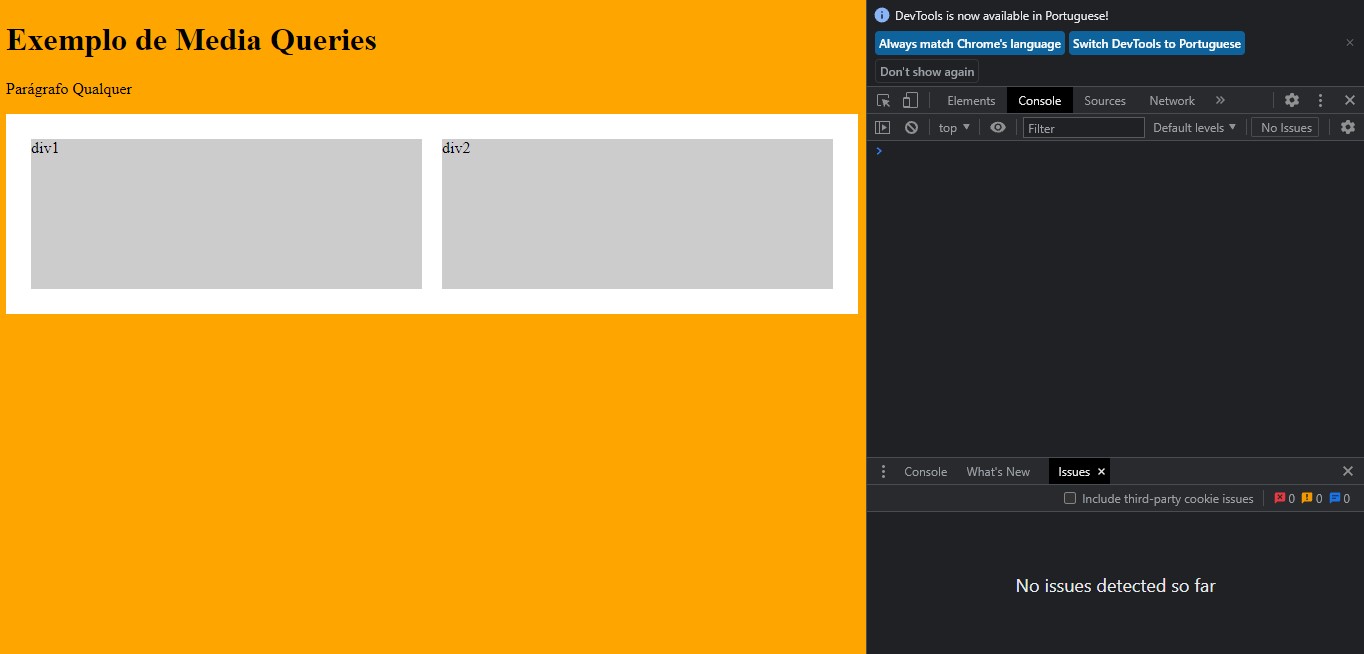 Exemplo de Media Queries
Parágrafo Qualquer
div1
div2
DevTools is now available in Portuguese!
Always match Chrome's language
Switch DevTools to Portuguese
Don't show again
Elements
Console
Sources
Network
top
Filter
Default levels
No Issues
Console
What's New
Issues
Include third-party cookie issues
0
0
0
No issues detected so far